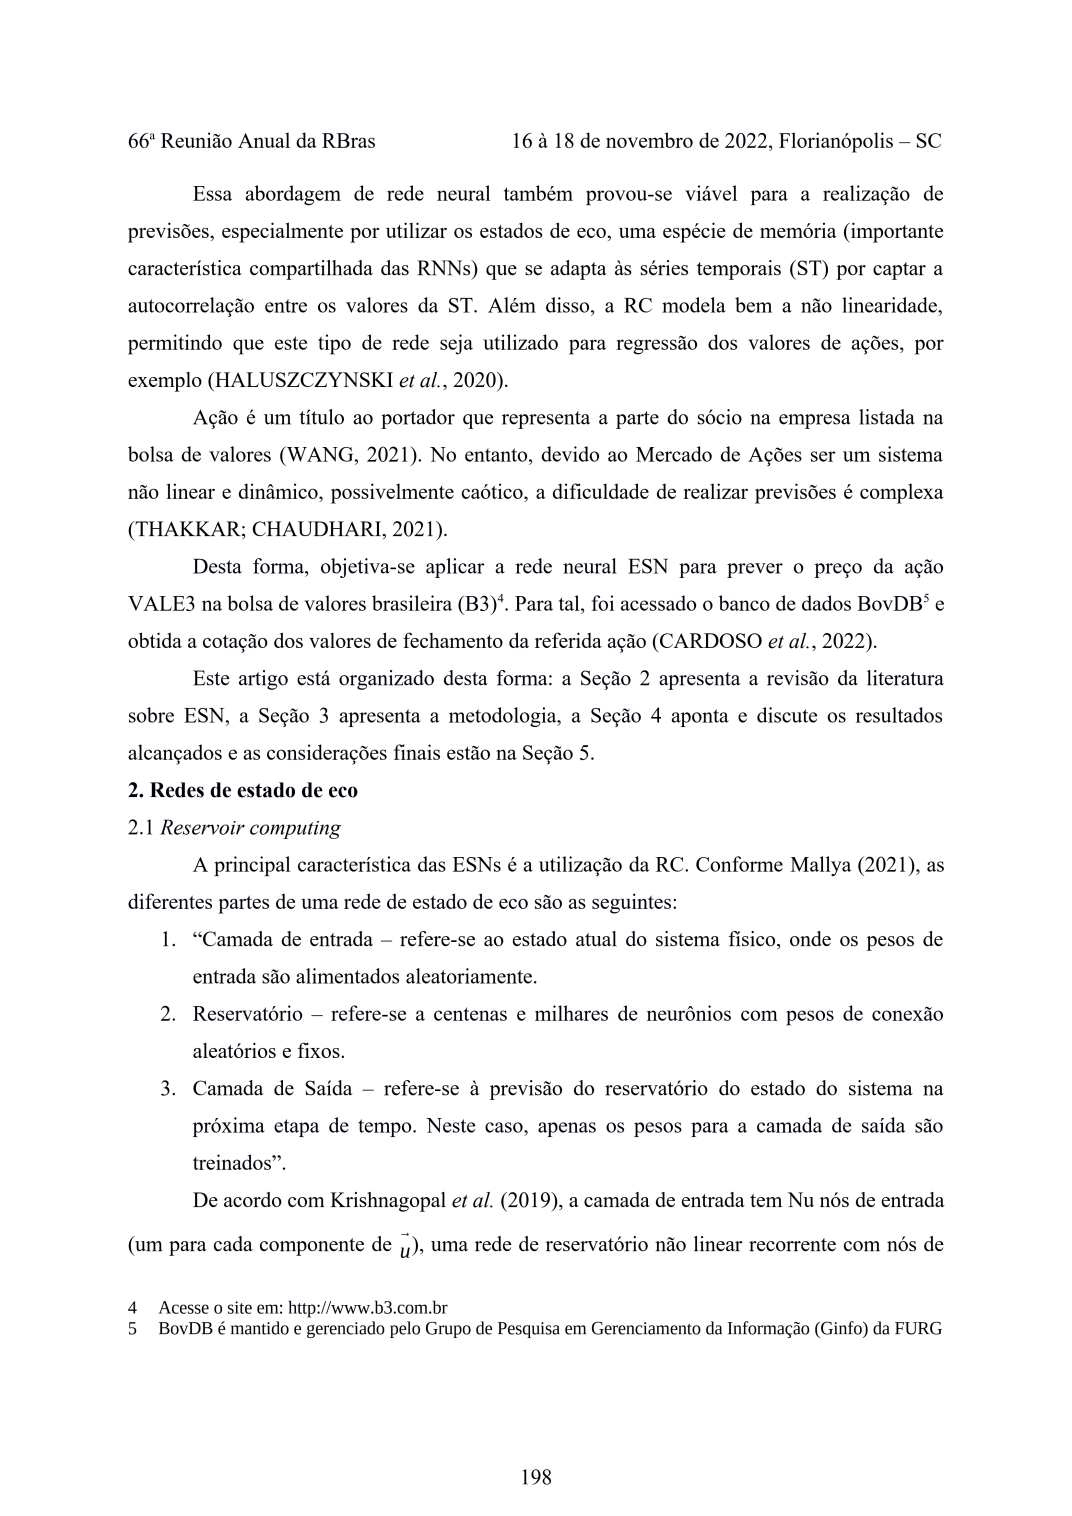 66ª Reunião Anual da RBras 16 à 18 de novembro de 2022, Florianópolis – SC
Essa abordagem de rede neural também provou-se viável para a realização de
previsões, especialmente por utilizar os estados de eco, uma espécie de memória (importante
característica compartilhada das RNNs) que se adapta às séries temporais (ST) por captar a
autocorrelação entre os valores da ST. Além disso, a RC modela bem a não linearidade,
permitindo que este tipo de rede seja utilizado para regressão dos valores de ações, por
exemplo (HALUSZCZYNSKI et al., 2020).
Ação é um título ao portador que representa a parte do sócio na empresa listada na
bolsa de valores (WANG, 2021). No entanto, devido ao Mercado de Ações ser um sistema
não linear e dinâmico, possivelmente caótico, a dificuldade de realizar previsões é complexa
(THAKKAR; CHAUDHARI, 2021).
Desta forma, objetiva-se aplicar a rede neural ESN para prever o preço da ação
VALE3 na bolsa de valores brasileira (B3)⁴. Para tal, foi acessado o banco de dados BovDB⁵ e
obtida a cotação dos valores de fechamento da referida ação (CARDOSO et al., 2022).
Este artigo está organizado desta forma: a Seção 2 apresenta a revisão da literatura
sobre ESN, a Seção 3 apresenta a metodologia, a Seção 4 aponta e discute os resultados
alcançados e as considerações finais estão na Seção 5.
2. Redes de estado de eco
2.1 Reservoir computing
A principal característica das ESNs é a utilização da RC. Conforme Mallya (2021), as
diferentes partes de uma rede de estado de eco são as seguintes:
1. “Camada de entrada – refere-se ao estado atual do sistema físico, onde os pesos de
entrada são alimentados aleatoriamente.
2. Reservatório – refere-se a centenas e milhares de neurônios com pesos de conexão
aleatórios e fixos.
3. Camada de Saída – refere-se à previsão do reservatório do estado do sistema na
próxima etapa de tempo. Neste caso, apenas os pesos para a camada de saída são
treinados”.
De acordo com Krishnagopal et al. (2019), a camada de entrada tem Nu nós de entrada
(um para cada componente de u⃗), uma rede de reservatório não linear recorrente com nós de
4 Acesse o site em: http://www.b3.com.br
5 BovDB é mantido e gerenciado pelo Grupo de Pesquisa em Gerenciamento da Informação (Ginfo) da FURG
198